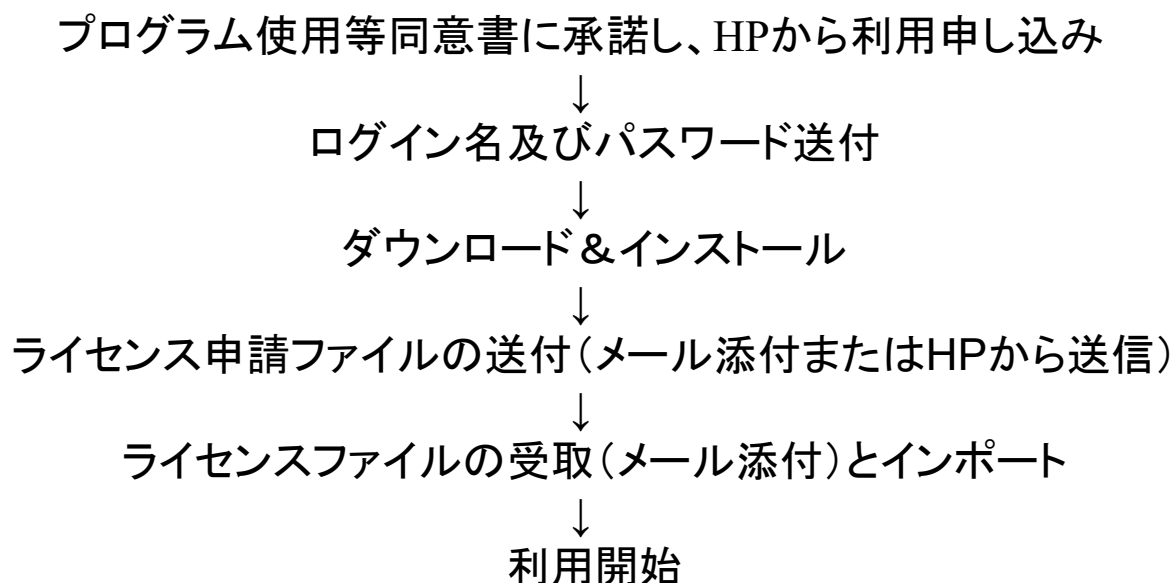 プログラム使用等同意書に承諾し、HPから利用申し込み
↓
ログイン名及びパスワード送付
↓
ダウンロード＆インストール
↓
ライセンス申請ファイルの送付（メール添付またはHPから送信）
↓
ライセンスファイルの受取（メール添付）とインポート
↓
利用開始